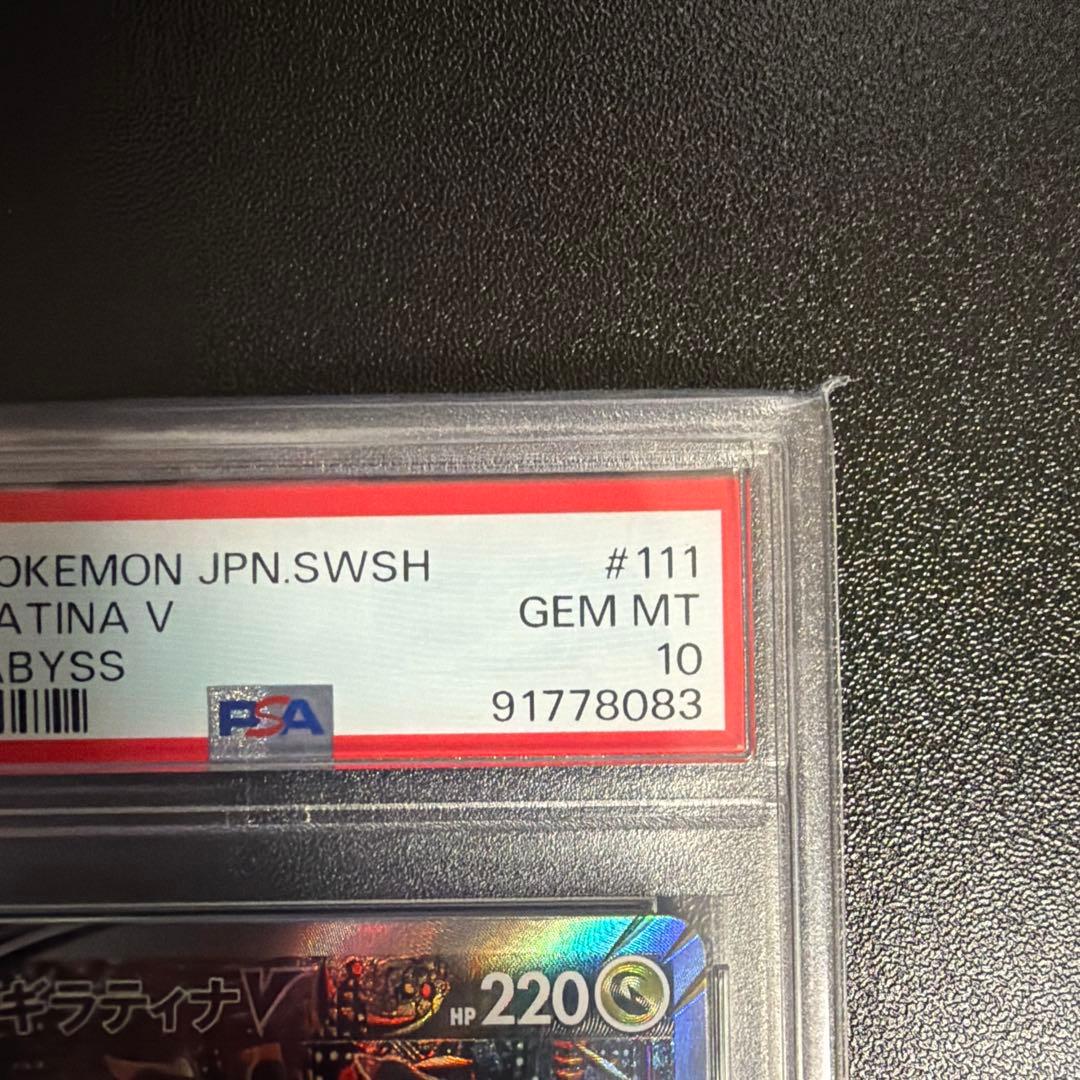 OKEMON JPN.SWSH #111
ATINA V GEM MT
ABYSS 10
PSA 91778083
ギラティナV HP 220